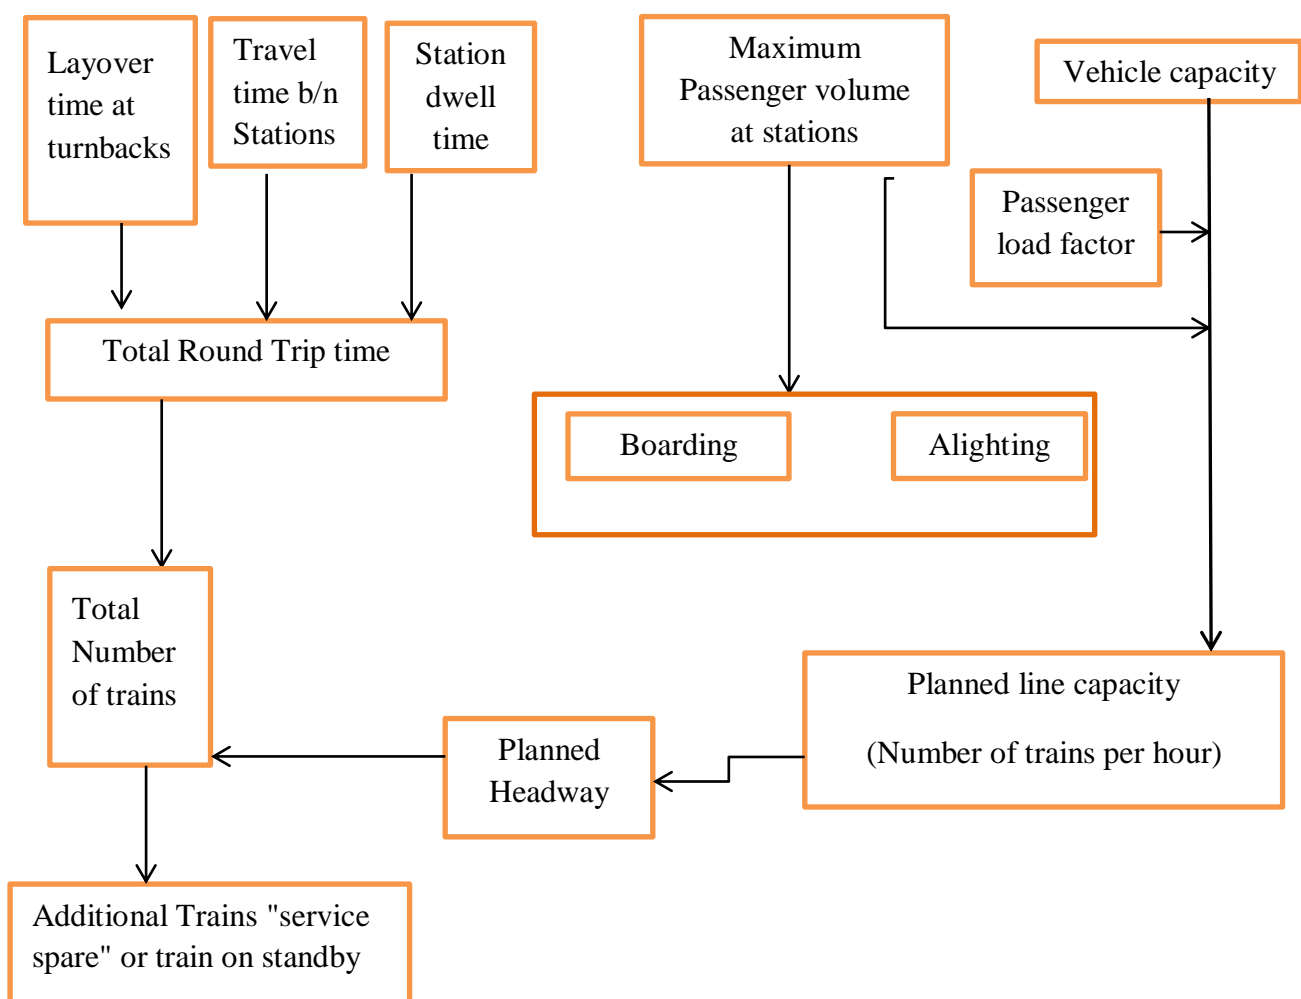 Layover
time at
turnbacks
Travel
time b/n
Stations
Station
dwell
time
Maximum
Passenger volume
at stations
Vehicle capacity
Passenger
load factor
Total Round Trip time
Boarding
Alighting
Total
Number
of trains
Planned
Headway
Planned line capacity
(Number of trains per hour)
Additional Trains "service
spare" or train on standby